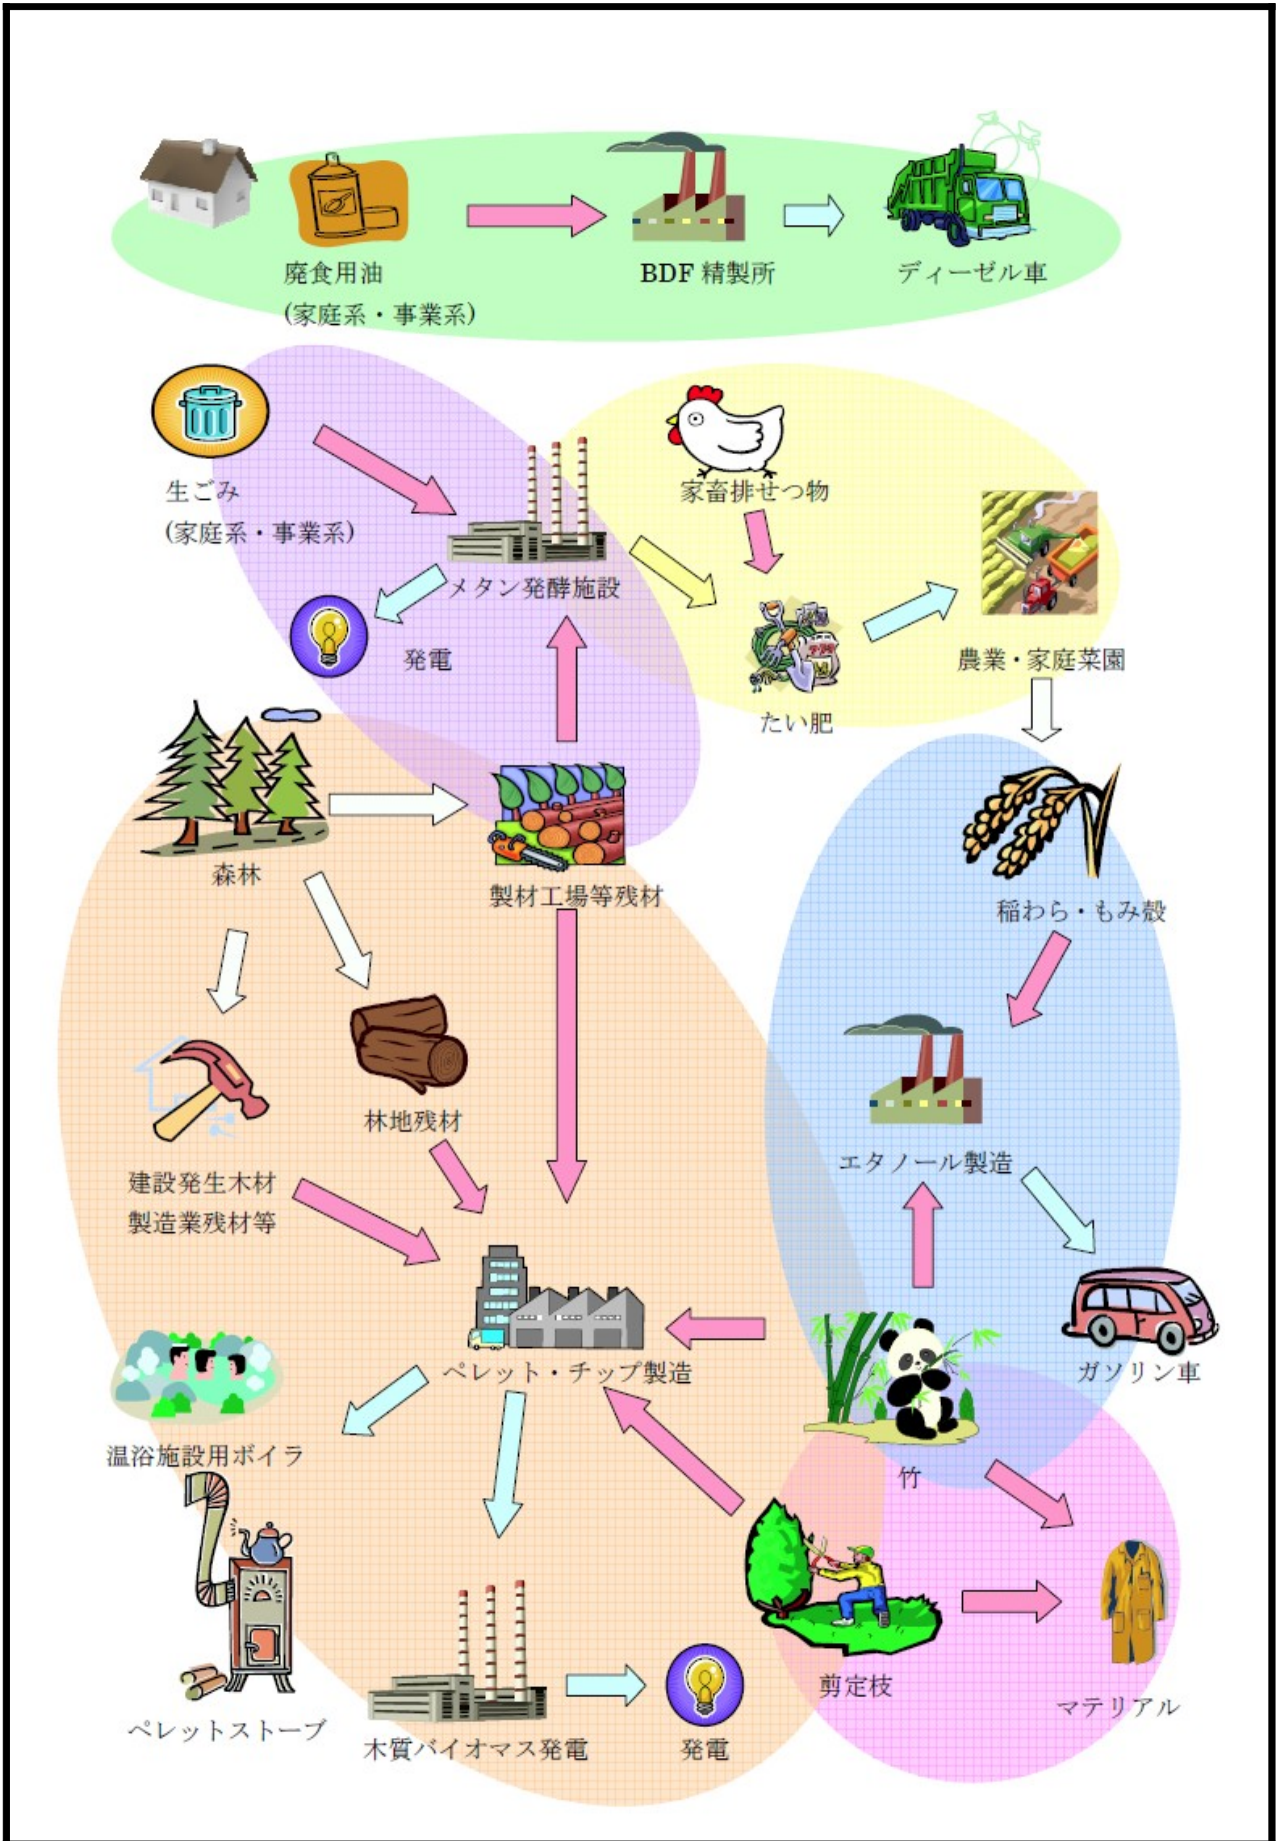 廃食用油
(家庭系・事業系)
BDF 精製所
ディーゼル車
生ごみ
(家庭系・事業系)
メタン発酵施設
発電
家畜排せつ物
たい肥
農業・家庭菜園
森林
製材工場等残材
稲わら・もみ殻
林地残材
建設発生木材
製造業残材等
エタノール製造
ペレット・チップ製造
ガソリン車
温浴施設用ボイラ
竹
ペレットストーブ
木質バイオマス発電
発電
剪定枝
マテリアル